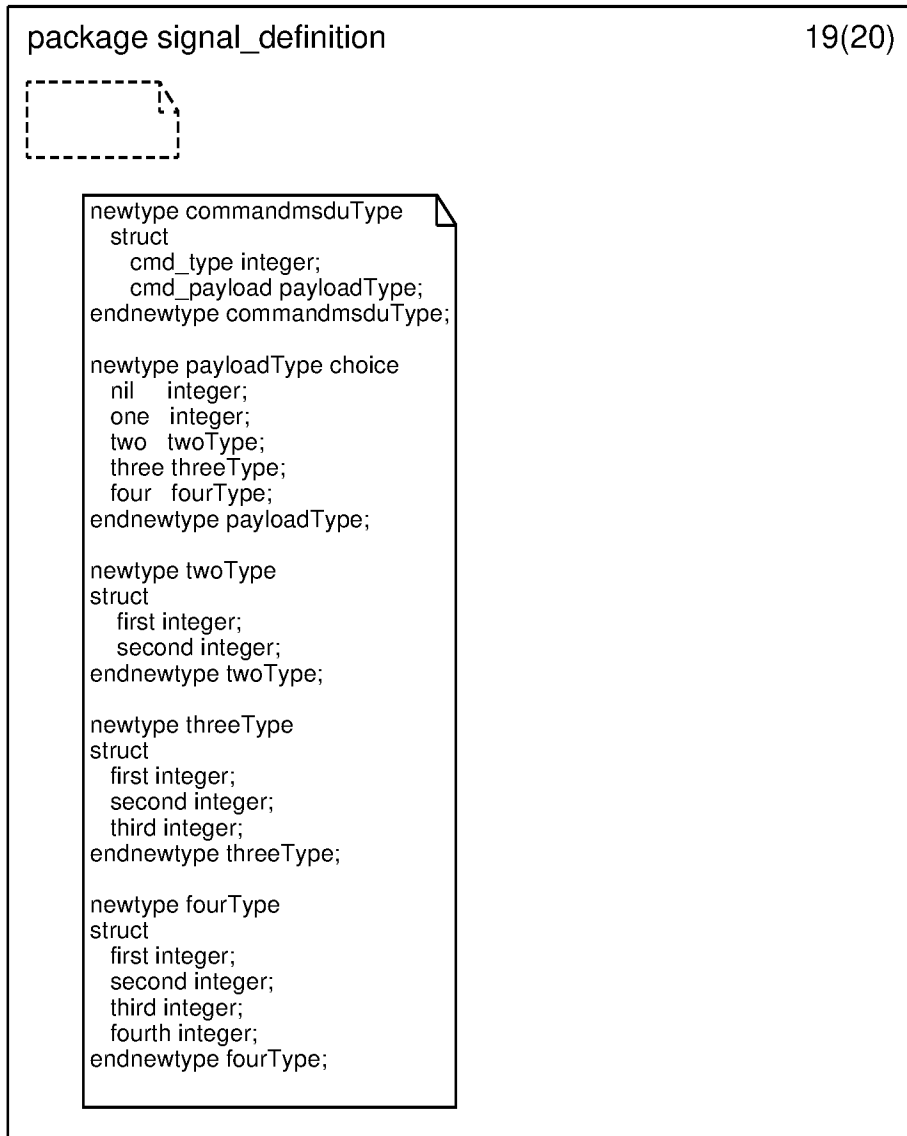 package signal_definition 19(20)
newtype commandmsduType
struct
cmd_type integer;
cmd_payload payloadType;
endnewtype commandmsduType;
newtype payloadType choice
nil integer;
one integer;
two twoType;
three threeType;
four fourType;
endnewtype payloadType;
newtype twoType
struct
first integer;
second integer;
endnewtype twoType;
newtype threeType
struct
first integer;
second integer;
third integer;
endnewtype threeType;
newtype fourType
struct
first integer;
second integer;
third integer;
fourth integer;
endnewtype fourType;